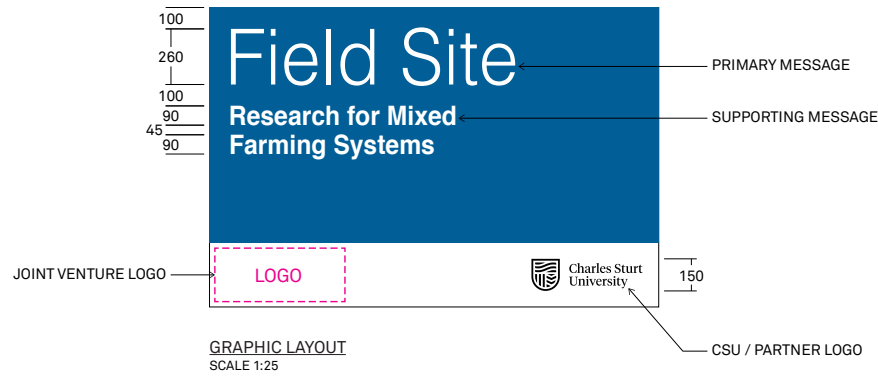 100
260
100
90
45
90
Field Site
Research for Mixed
Farming Systems
PRIMARY MESSAGE
SUPPORTING MESSAGE
JOINT VENTURE LOGO
LOGO
Charles Sturt
University
150
CSU / PARTNER LOGO
GRAPHIC LAYOUT
SCALE 1:25